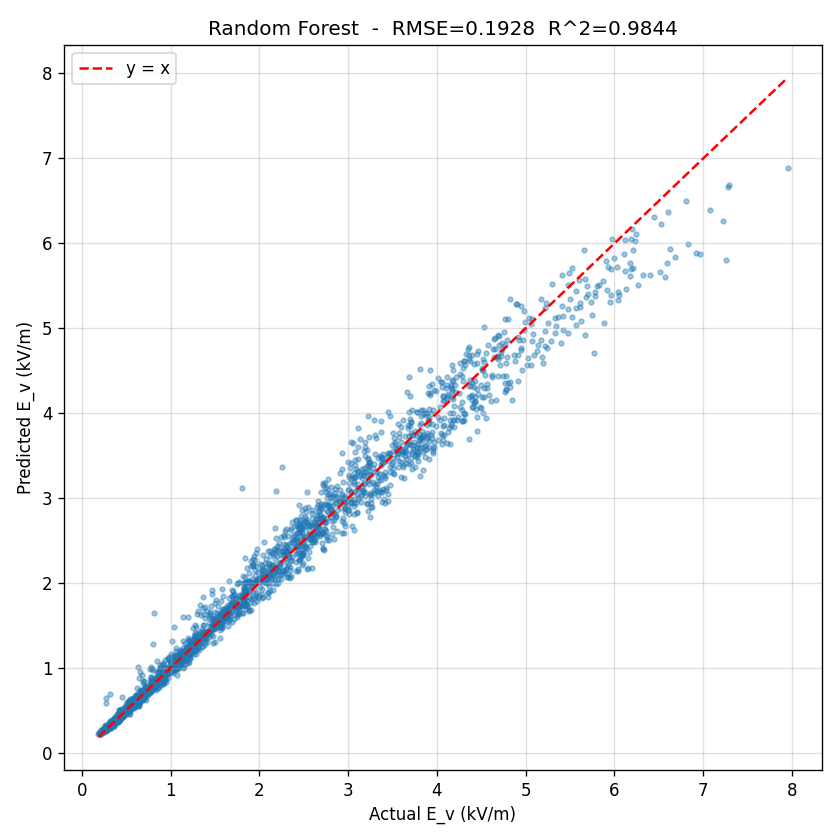 Random Forest  -  RMSE=0.1928  R^2=0.9844
y = x
8
7
6
5
4
3
2
1
0
Predicted E_v (kV/m)
0 1 2 3 4 5 6 7 8
Actual E_v (kV/m)